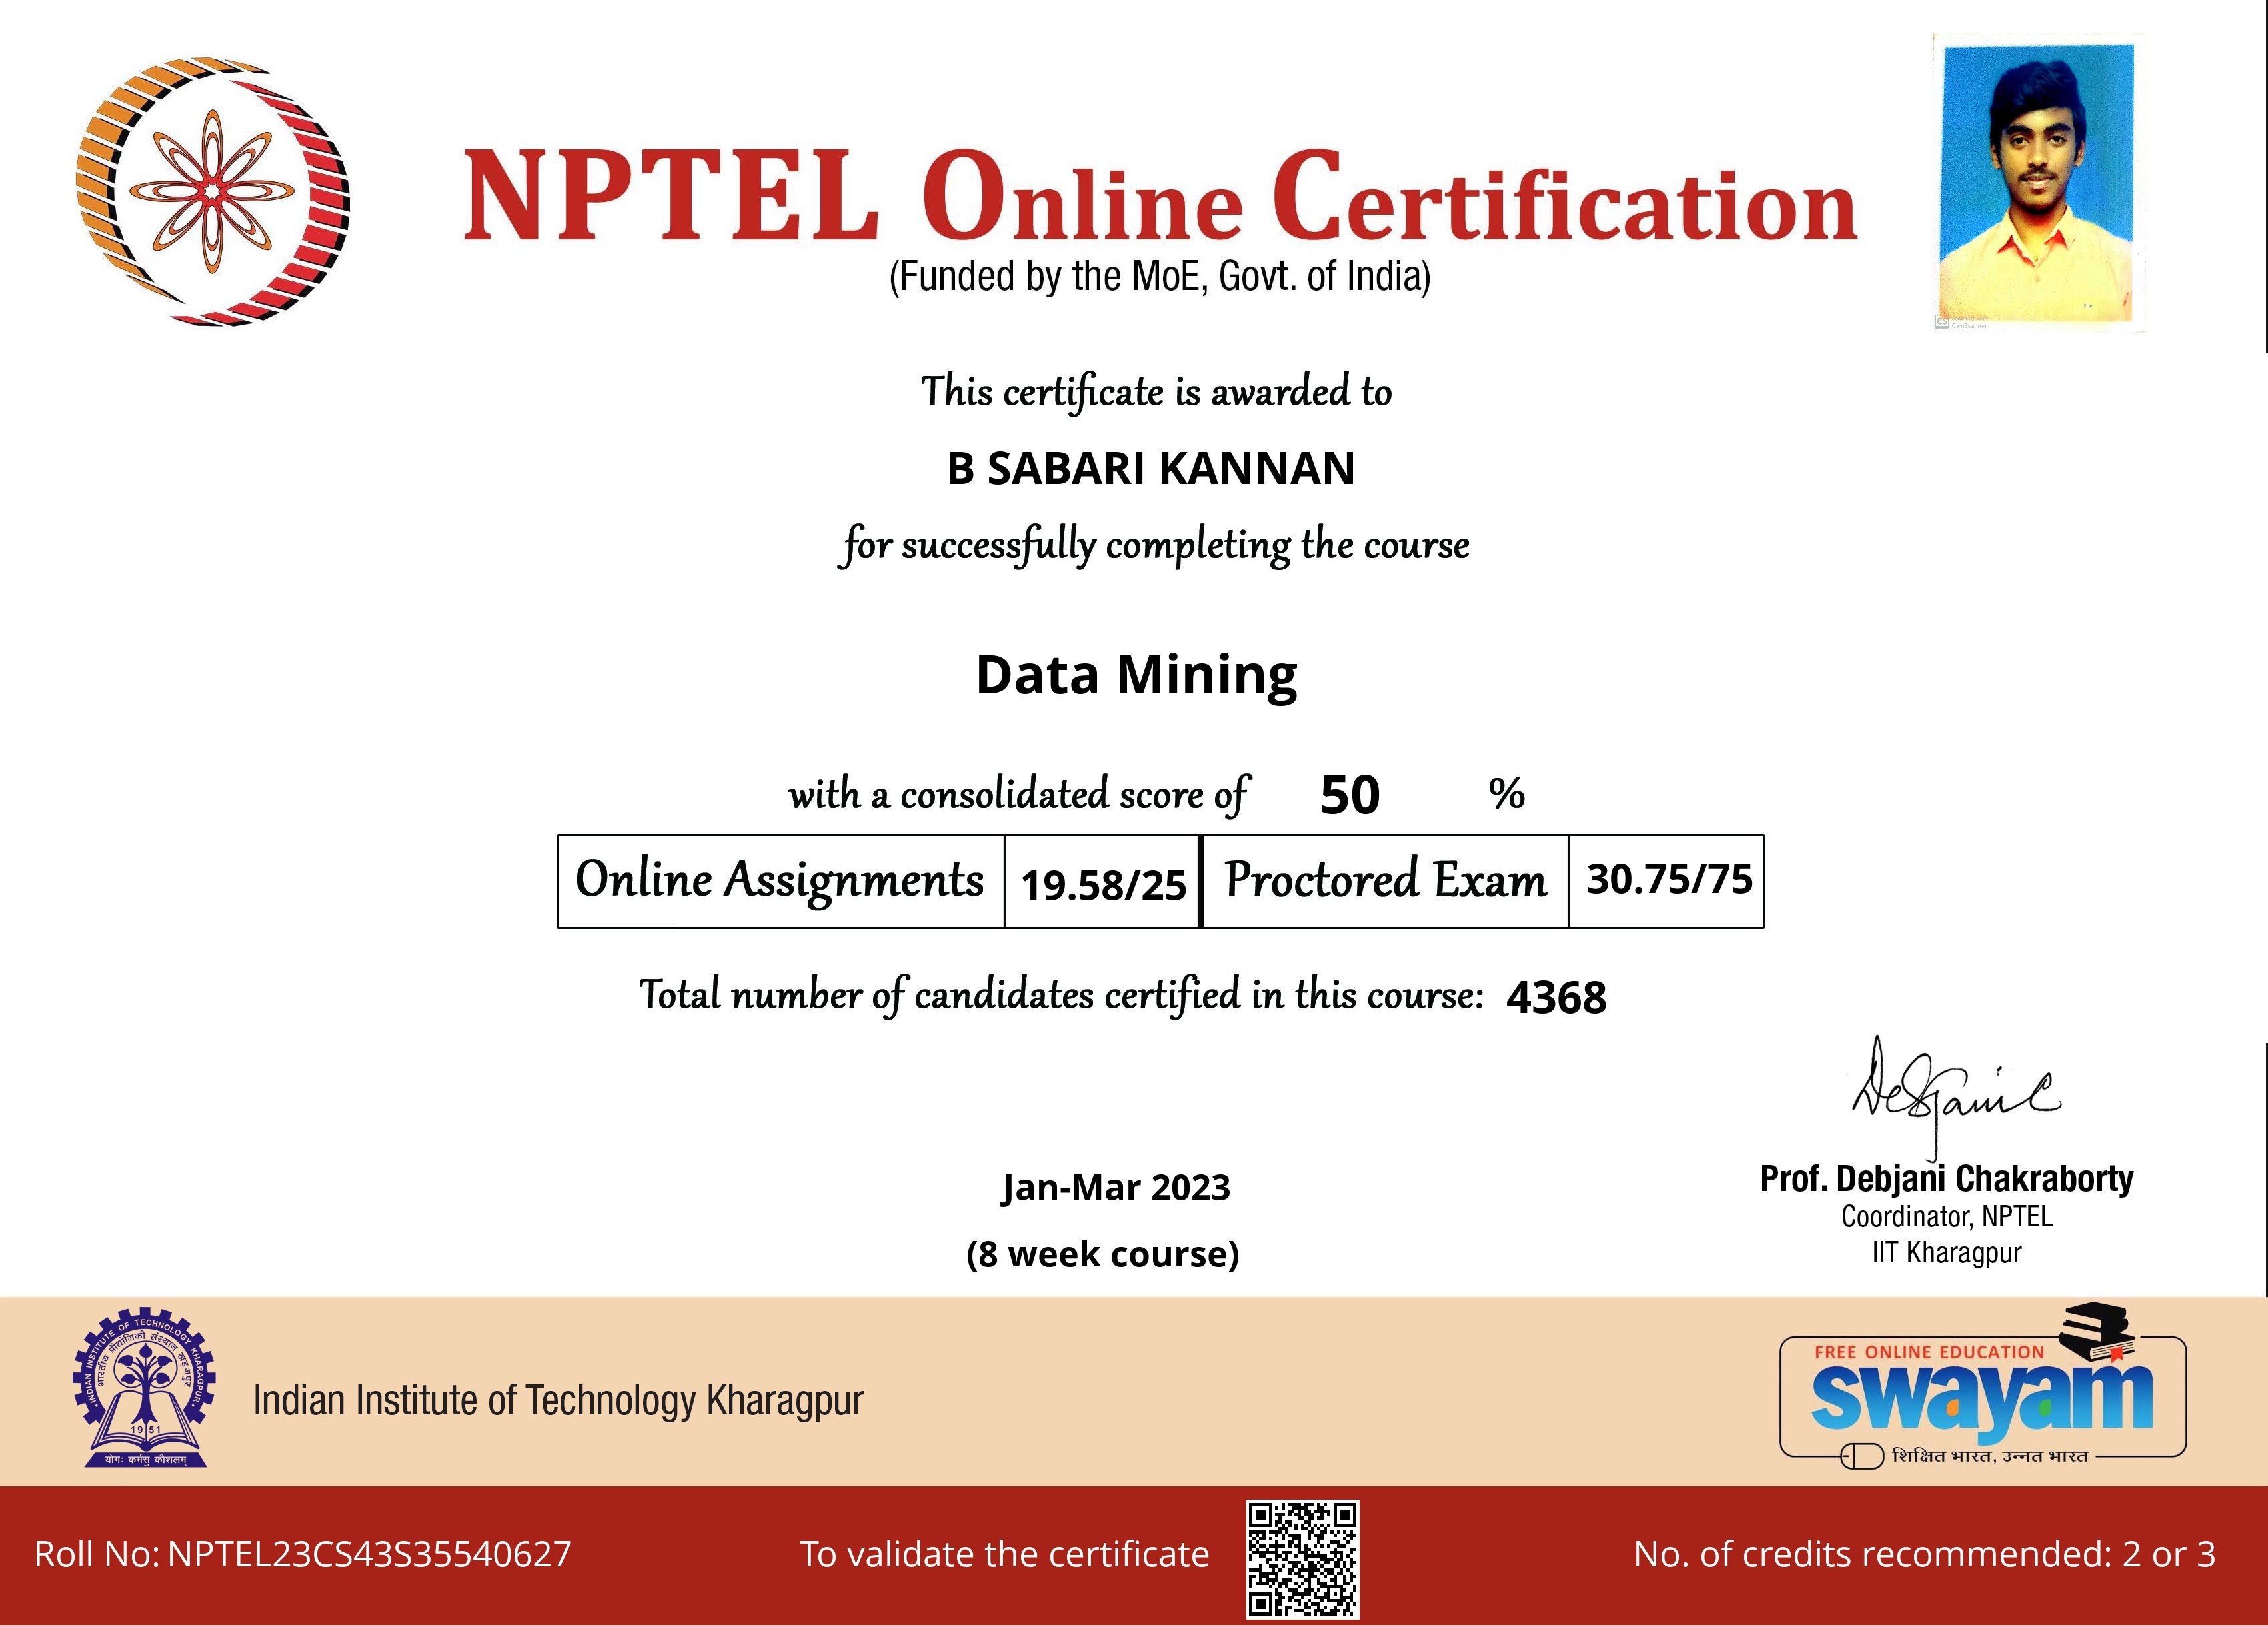 NPTEL Online Certification
(Funded by the MoE, Govt. of India)
CS Scanned with
CamScanner
This certificate is awarded to
B SABARI KANNAN
for successfully completing the course
Data Mining
with a consolidated score of 50 %
Online Assignments 19.58/25 Proctored Exam 30.75/75
Total number of candidates certified in this course: 4368
Jan-Mar 2023
(8 week course)
Prof. Debjani Chakraborty
Coordinator, NPTEL
IIT Kharagpur
INDIAN INSTITUTE OF TECHNOLOGY KHARAGPUR
भारतीय प्रौद्योगिकी संस्थान खड़गपुर
1951
योगः कर्मसु कौशलम्
Indian Institute of Technology Kharagpur
FREE ONLINE EDUCATION
swayam
शिक्षित भारत, उन्नत भारत
Roll No: NPTEL23CS43S35540627
To validate the certificate
No. of credits recommended: 2 or 3